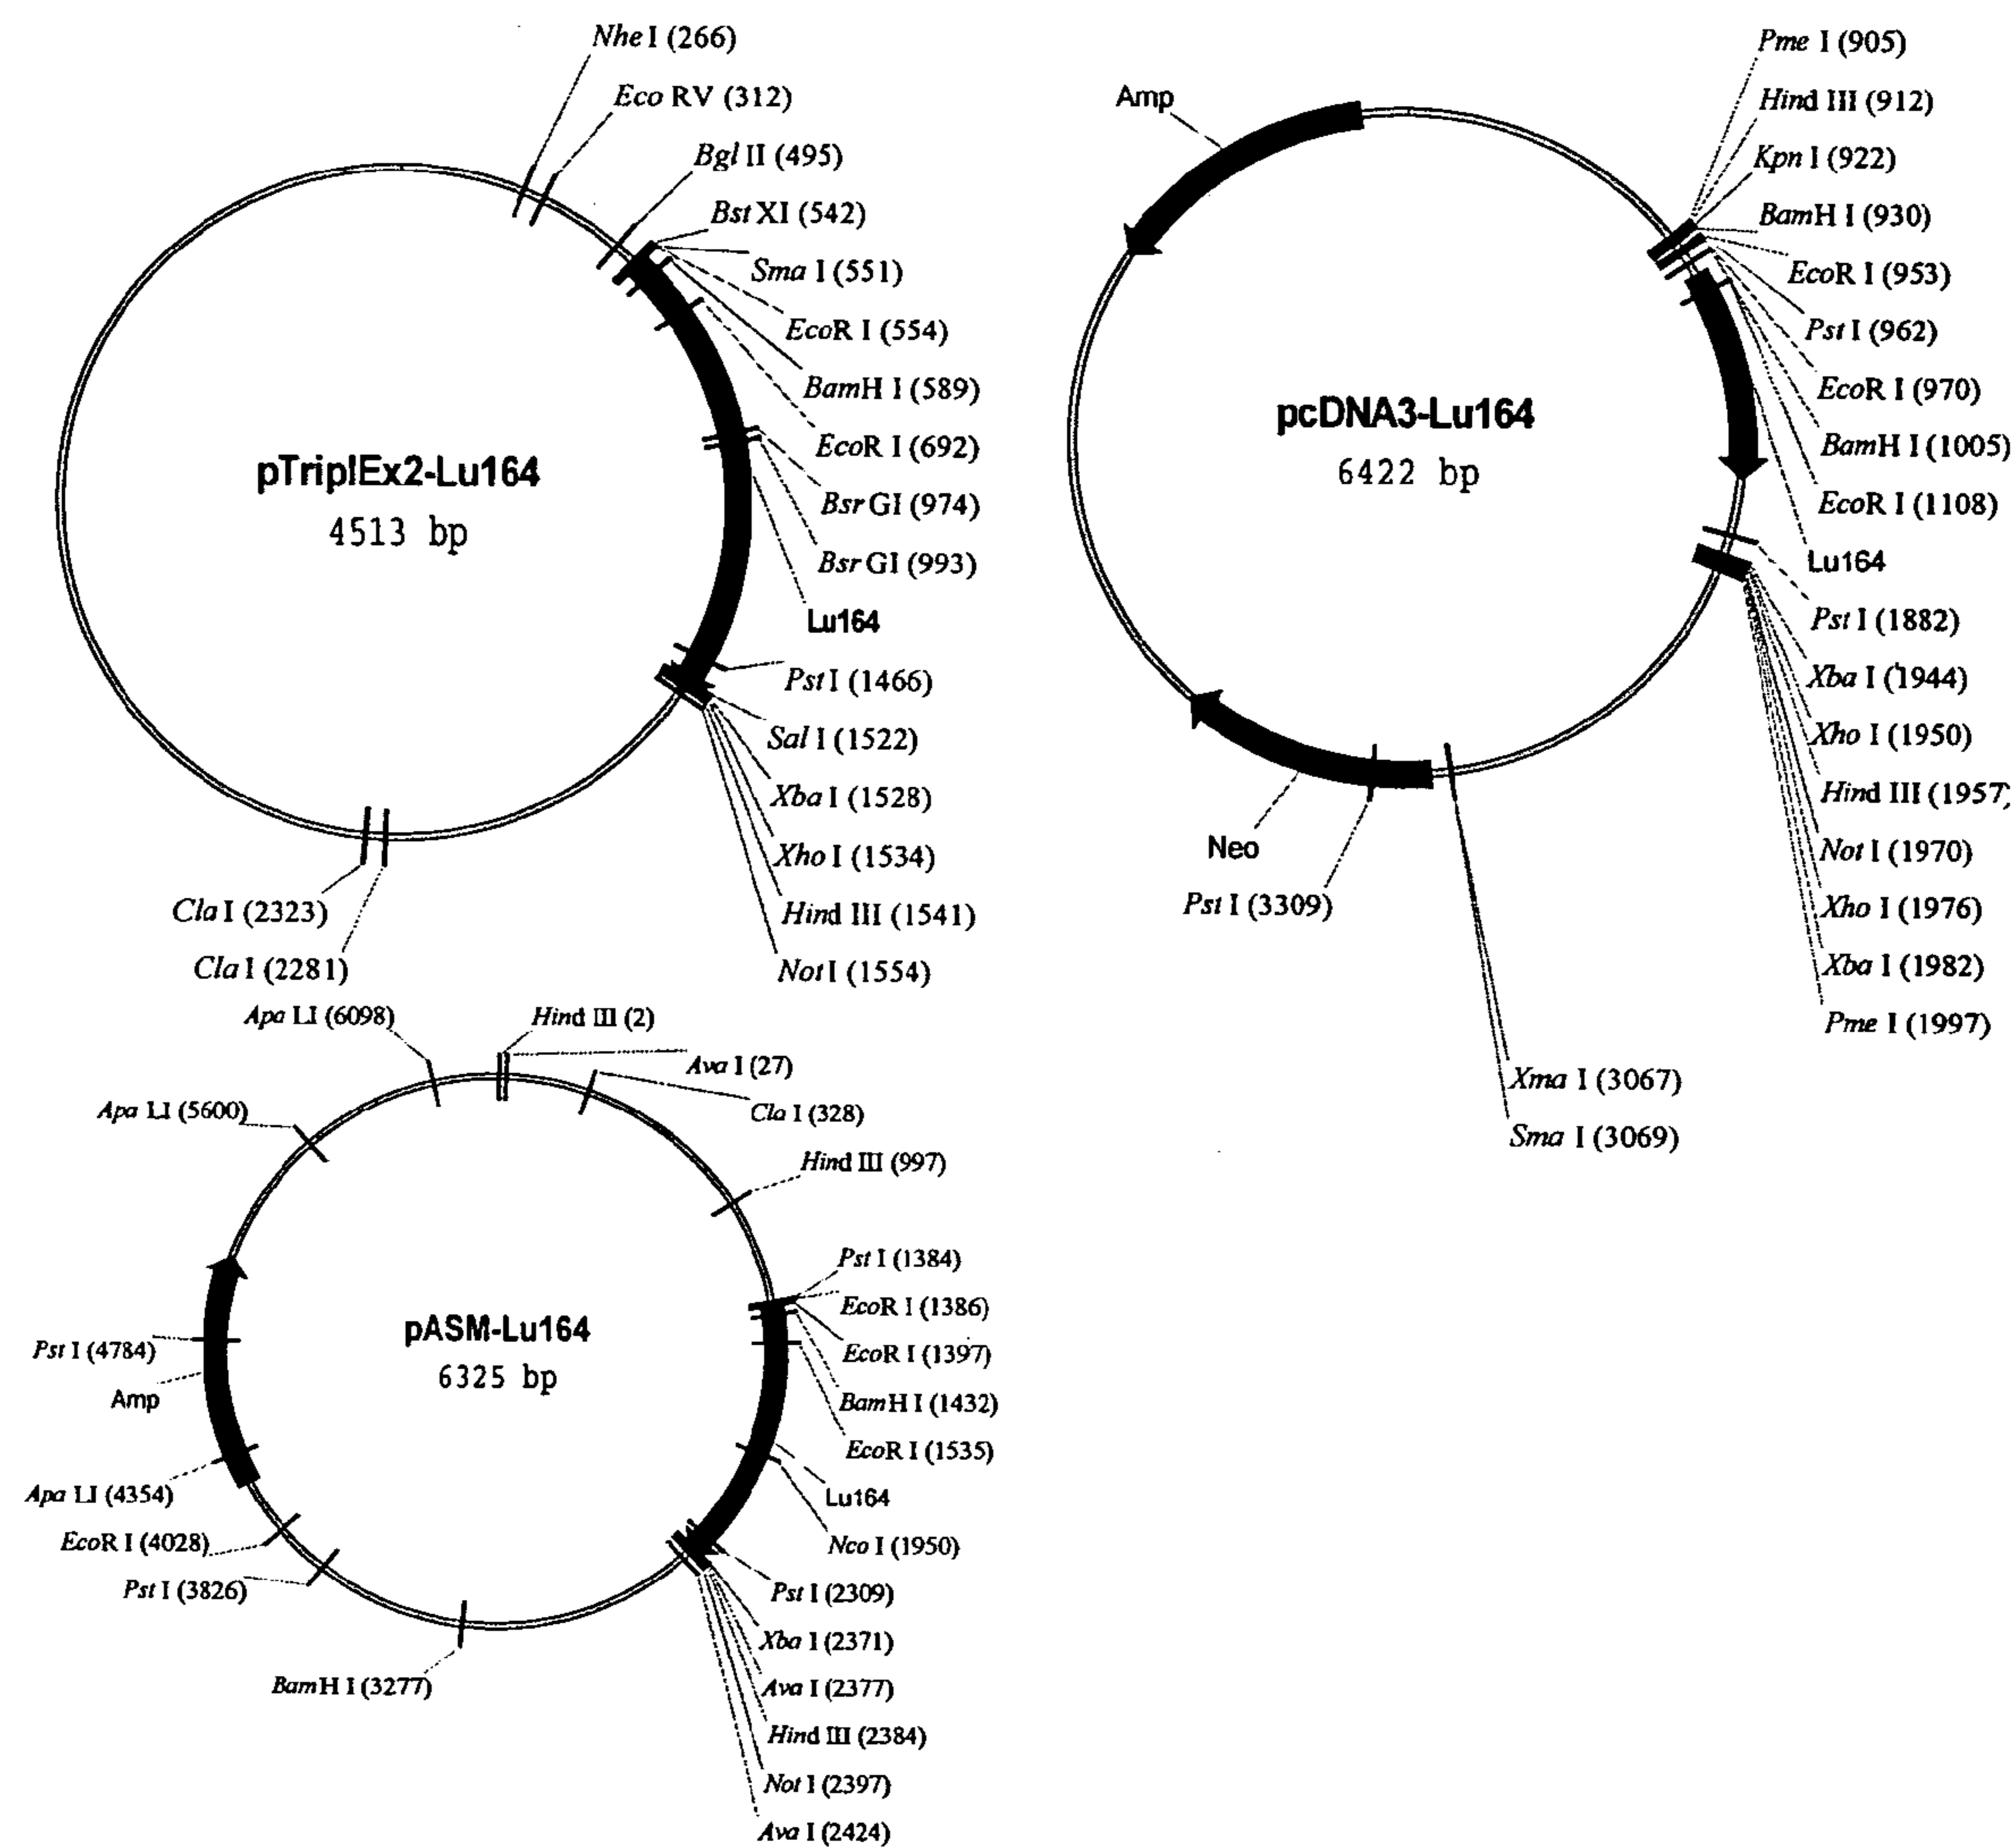 Nhe I (266)
Eco RV (312)
Bgl II (495)
Bst XI (542)
Sma I (551)
EcoR I (554)
BamH I (589)
EcoR I (692)
Bsr GI (974)
Bsr GI (993)
Lu164
Pst I (1466)
Sal I (1522)
Xba I (1528)
Xho I (1534)
Hind III (1541)
Not I (1554)
pTriplEx2-Lu164
4513 bp
Cla I (2323)
Cla I (2281)
Amp
Pme I (905)
Hind III (912)
Kpn I (922)
BamH I (930)
EcoR I (953)
Pst I (962)
EcoR I (970)
BamH I (1005)
EcoR I (1108)
Lu164
Pst I (1882)
Xba I (1944)
Xho I (1950)
Hind III (1957)
Not I (1970)
Xho I (1976)
Xba I (1982)
Pme I (1997)
pcDNA3-Lu164
6422 bp
Neo
Pst I (3309)
Xma I (3067)
Sma I (3069)
Apa LI (6098)
Hind III (2)
Ava I (27)
Cla I (328)
Apa LI (5600)
Hind III (997)
Pst I (1384)
EcoR I (1386)
EcoR I (1397)
BamH I (1432)
EcoR I (1535)
Lu164
Nco I (1950)
Pst I (2309)
Xba I (2371)
Ava I (2377)
Hind III (2384)
Not I (2397)
Ava I (2424)
pASM-Lu164
6325 bp
Pst I (4784)
Amp
Apa LI (4354)
EcoR I (4028)
Pst I (3826)
BamH I (3277)